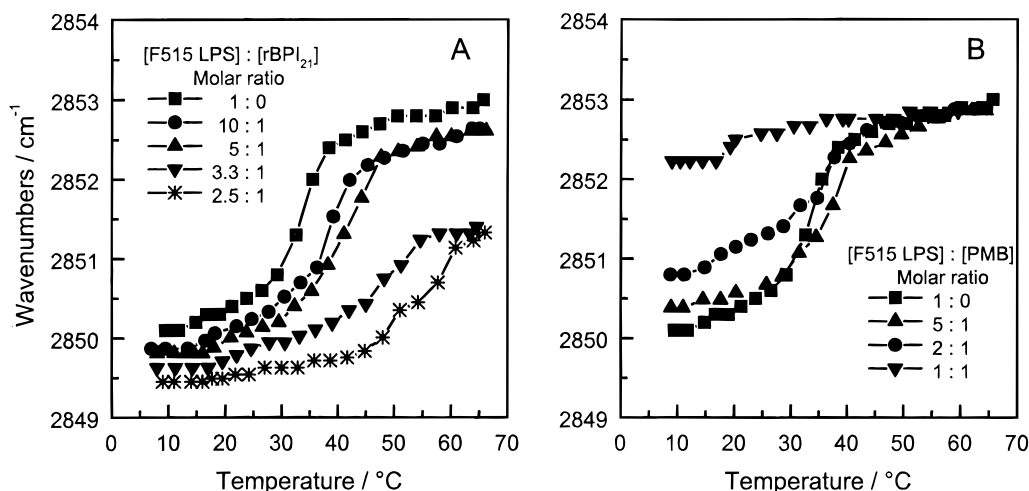 A
[F515 LPS] : [rBPI21]
Molar ratio
1 : 0
10 : 1
5 : 1
3.3 : 1
2.5 : 1
Wavenumbers / cm-1
2854
2853
2852
2851
2850
2849
0 10 20 30 40 50 60 70
Temperature / °C
B
[F515 LPS] : [PMB]
Molar ratio
1 : 0
5 : 1
2 : 1
1 : 1
2854
2853
2852
2851
2850
2849
0 10 20 30 40 50 60 70
Temperature / °C